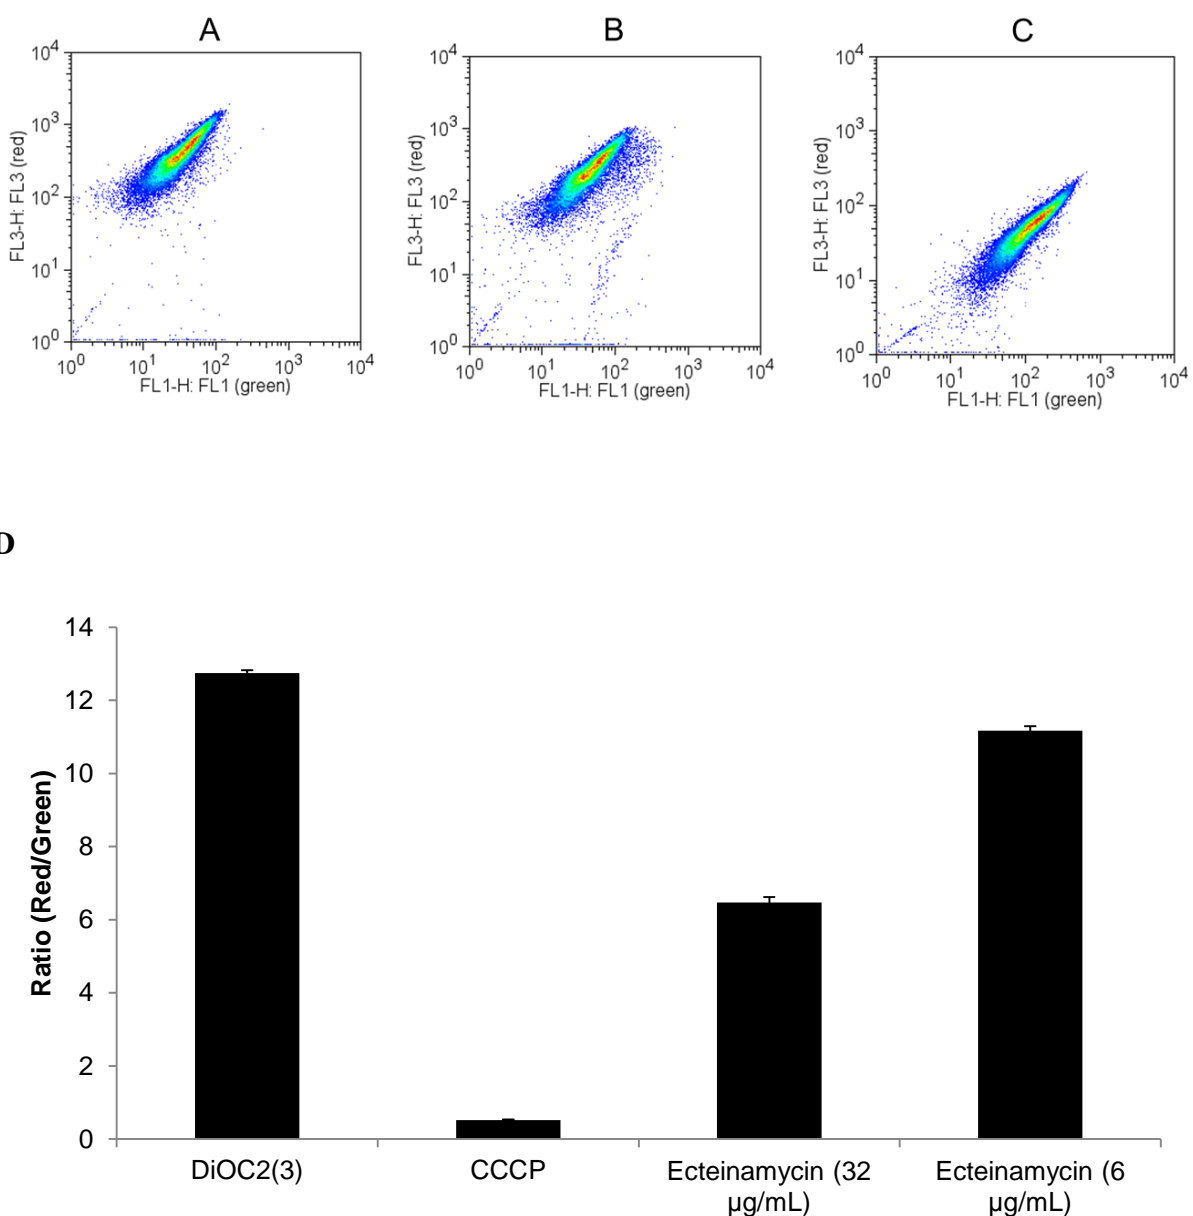 A
B
C
10^4
10^3
10^2
10^1
10^0
FL3-H: FL3 (red)
10^0 10^1 10^2 10^3 10^4
FL1-H: FL1 (green)
10^4
10^3
10^2
10^1
10^0
FL3-H: FL3 (red)
10^0 10^1 10^2 10^3 10^4
FL1-H: FL1 (green)
10^4
10^3
10^2
10^1
10^0
FL3-H: FL3 (red)
10^0 10^1 10^2 10^3 10^4
FL1-H: FL1 (green)
D
14
12
10
8
6
4
2
0
Ratio (Red/Green)
DiOC2(3)
CCCP
Ecteinamycin (32
µg/mL)
Ecteinamycin (6
µg/mL)